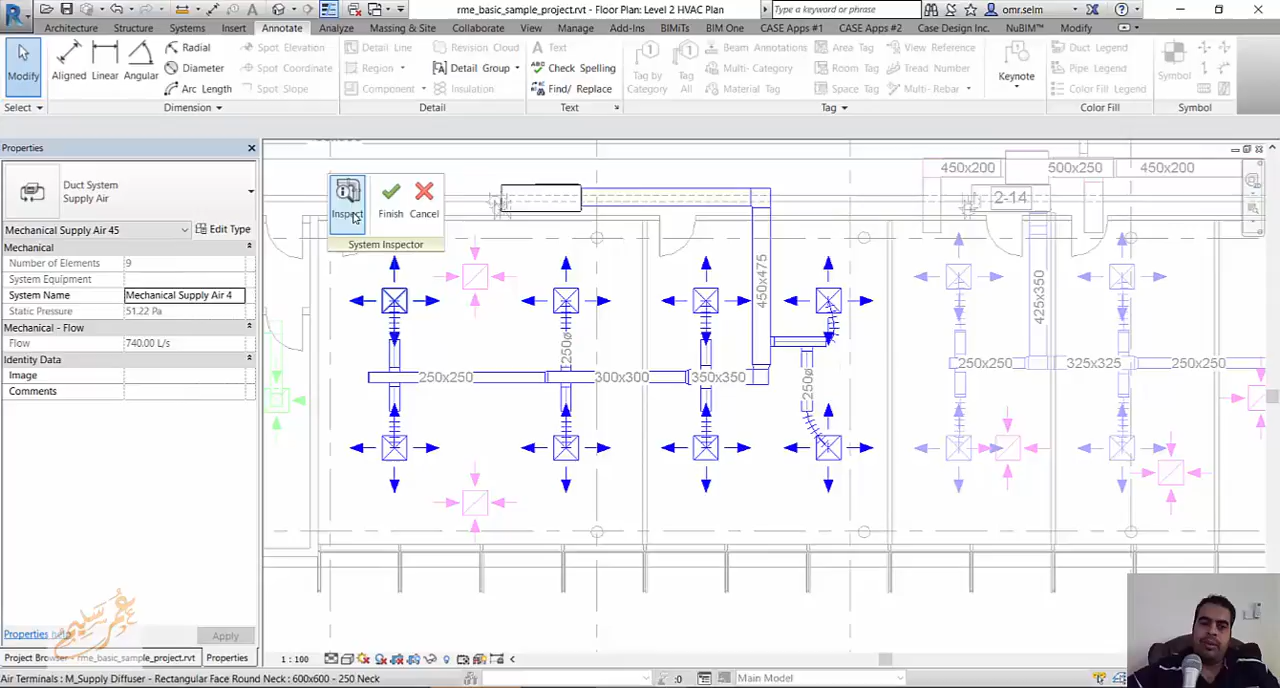 rme_basic_sample_project.rvt - Floor Plan: Level 2 HVAC Plan
Type a keyword or phrase
orr.selm
Architecture Structure Systems Insert Annotate Analyze Massing & Site Collaborate View Manage Add-Ins BIMiTs BIM One CASE Apps #1 CASE Apps #2 Case Design Inc. NuBIM™ Modify
Modify
Select
Aligned Linear Angular
Radial
Diameter
Arc Length
Spot Elevation
Spot Coordinate
Spot Slope
Dimension
Detail Line
Region
Component
Revision Cloud
Detail Group
Insulation
Detail
Text
Check Spelling
Find/ Replace
Text
Tag by Category
Tag All
Beam Annotations
Multi- Category
Material Tag
Area Tag
Room Tag
Space Tag
View Reference
Tread Number
Multi- Rebar
Tag
Keynote
Duct Legend
Pipe Legend
Color Fill Legend
Color Fill
Symbol
Symbol
Properties
Duct System
Supply Air
Mechanical Supply Air 45
Edit Type
Mechanical
Number of Elements 9
System Equipment
System Name Mechanical Supply Air 4
Static Pressure 51.22 Pa
Mechanical - Flow
Flow 740.00 L/s
Identity Data
Image
Comments
Properties help
Apply
Project Browser - rme_basic_sample_project.rvt
Properties
Inspect Finish Cancel
System Inspector
450x200
500x250
450x200
2-14
450x475
425x350
250ø
250x250
300x300
350x350
250ø
250x250
325x325
250x250
عمر سليم
1 : 100
Air Terminals : M_Supply Diffuser - Rectangular Face Round Neck : 600x600 - 250 Neck
:0
Main Model